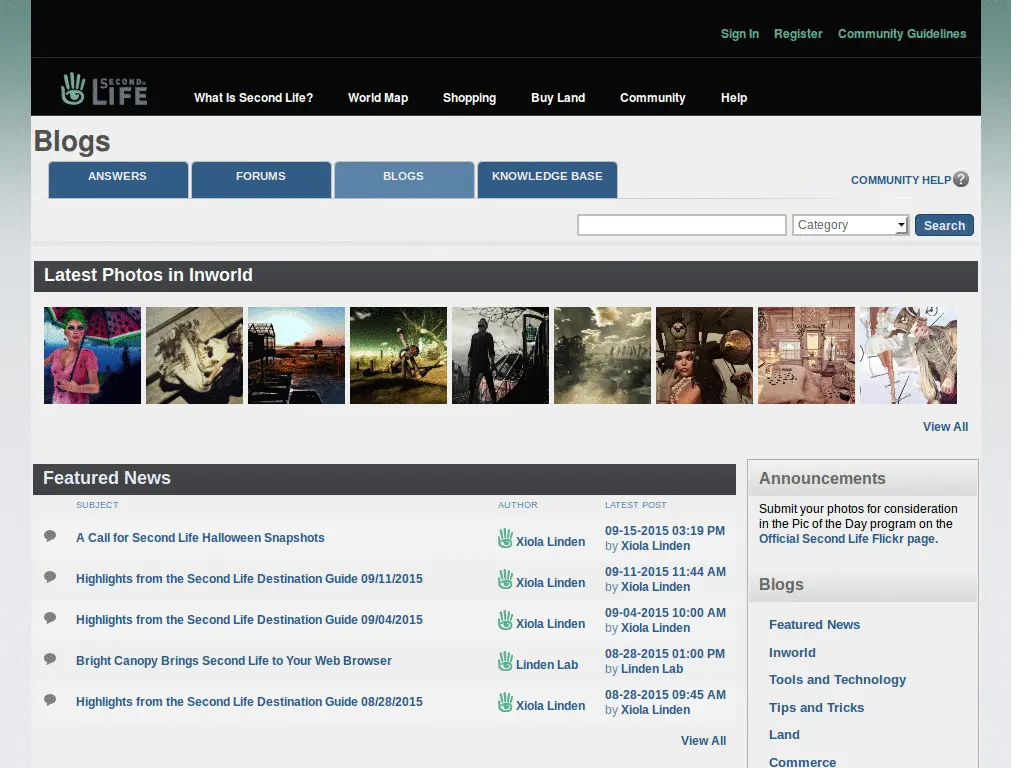 Sign In Register Community Guidelines
SECOND LIFE
What Is Second Life? World Map Shopping Buy Land Community Help
Blogs
ANSWERS FORUMS BLOGS KNOWLEDGE BASE
COMMUNITY HELP ?
Category Search
Latest Photos in Inworld
View All
Featured News
SUBJECT AUTHOR LATEST POST
A Call for Second Life Halloween Snapshots Xiola Linden 09-15-2015 03:19 PM
by Xiola Linden
Highlights from the Second Life Destination Guide 09/11/2015 Xiola Linden 09-11-2015 11:44 AM
by Xiola Linden
Highlights from the Second Life Destination Guide 09/04/2015 Xiola Linden 09-04-2015 10:00 AM
by Xiola Linden
Bright Canopy Brings Second Life to Your Web Browser Linden Lab 08-28-2015 01:00 PM
by Linden Lab
Highlights from the Second Life Destination Guide 08/28/2015 Xiola Linden 08-28-2015 09:45 AM
by Xiola Linden
View All
Announcements
Submit your photos for consideration
in the Pic of the Day program on the
Official Second Life Flickr page.
Blogs
Featured News
Inworld
Tools and Technology
Tips and Tricks
Land
Commerce